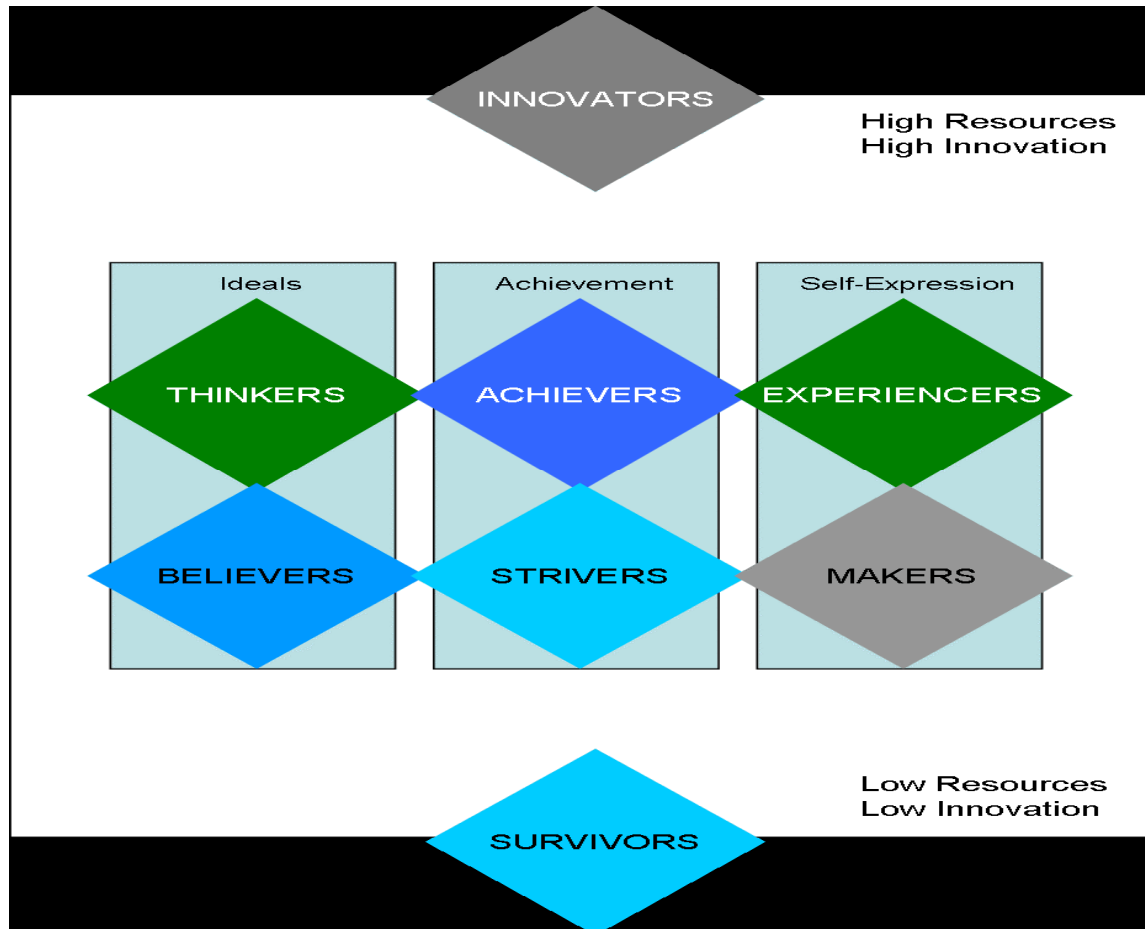 INNOVATORS
High Resources
High Innovation
Ideals
Achievement
Self-Expression
THINKERS
ACHIEVERS
EXPERIENCERS
BELIEVERS
STRIVERS
MAKERS
Low Resources
Low Innovation
SURVIVORS